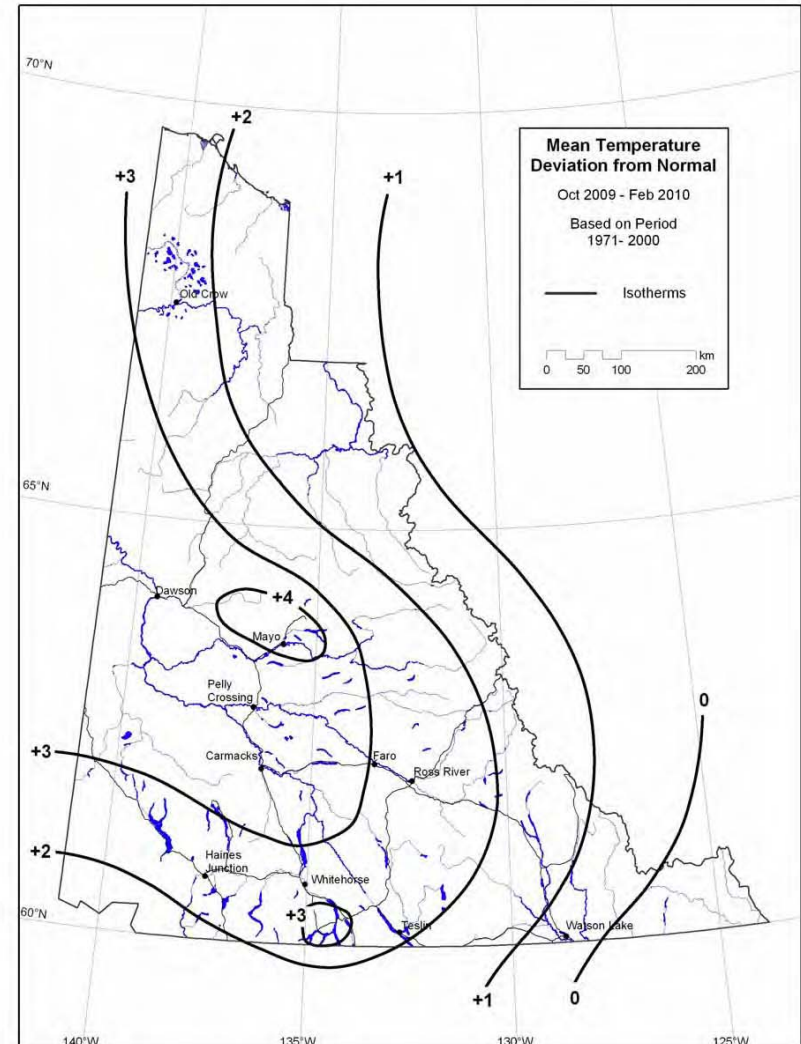 70°N
+2
+3
+1
Mean Temperature
Deviation from Normal
Oct 2009 - Feb 2010
Based on Period
1971- 2000
Isotherms
km
0 50 100 200
Old Crow
65°N
Dawson
+4
Mayo
Pelly
Crossing
0
+3
Carmacks
Faro
Ross River
+2
Haines
Junction
Whitehorse
60°N
+3
Teslin
Watson Lake
+1
0
140°W
135°W
130°W
125°W